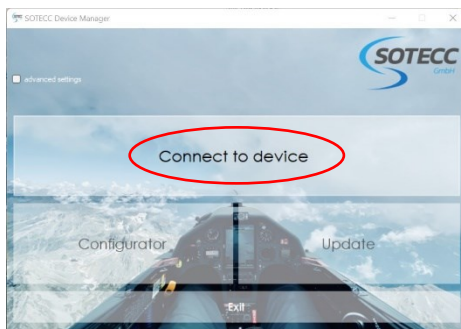 SOTECC Device Manager
SOTECC
GmbH
advanced settings
Connect to device
Configurator
Update
Exit